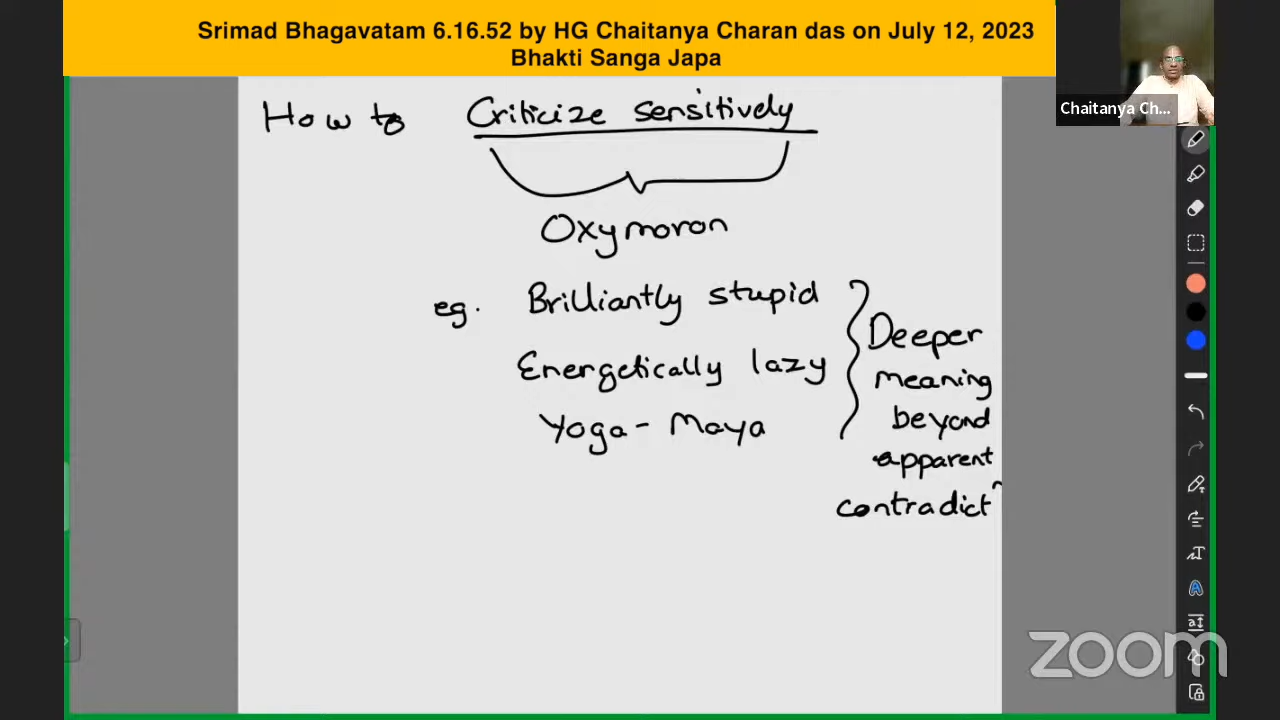 Srimad Bhagavatam 6.16.52 by HG Chaitanya Charan das on July 12, 2023
Bhakti Sanga Japa
Chaitanya Ch...
How to Criticize sensitively
Oxymoron
eg. Brilliantly stupid
Energetically lazy
Yoga- Maya
Deeper
meaning
beyond
apparent
contradictn
zoom